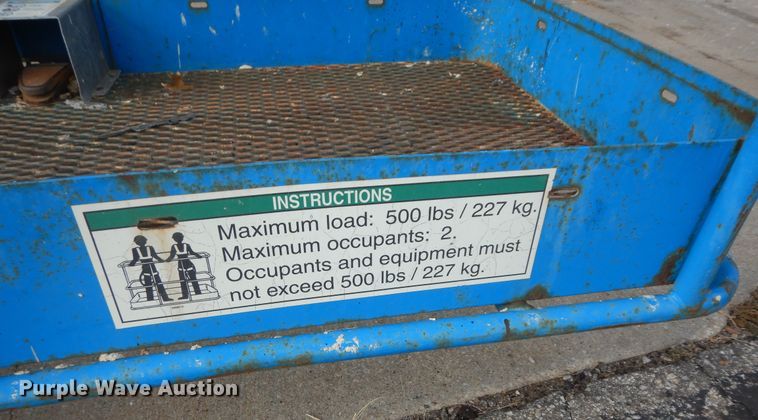 INSTRUCTIONS
Maximum load: 500 lbs / 227 kg.
Maximum occupants: 2.
Occupants and equipment must
not exceed 500 lbs / 227 kg.
Purple Wave Auction